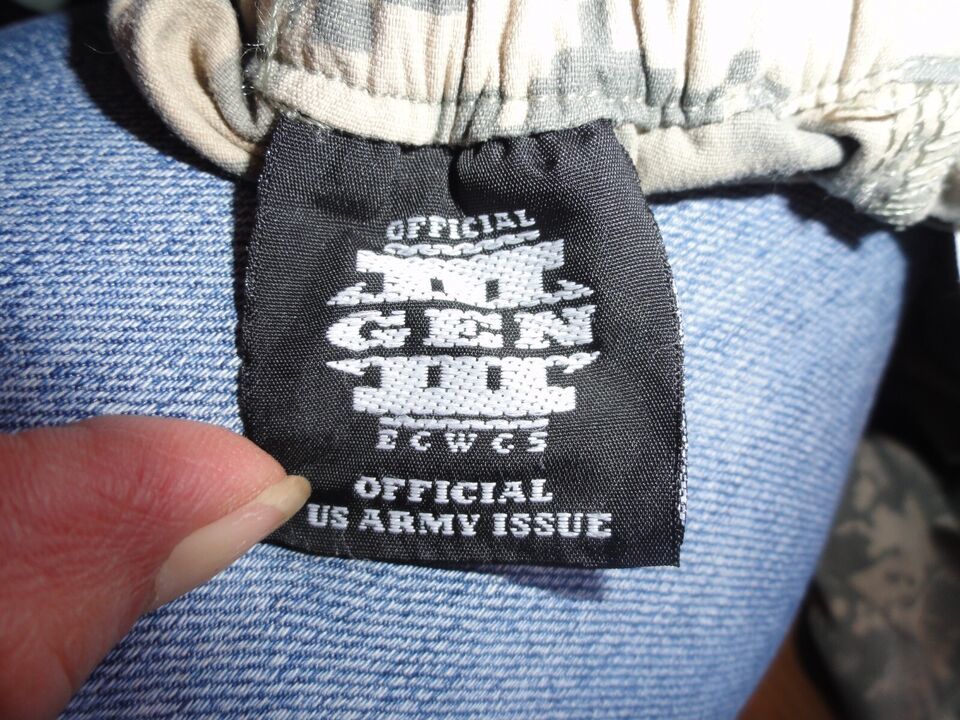 OFFICIAL
III
GEN
III
ECWCS
OFFICIAL
US ARMY ISSUE